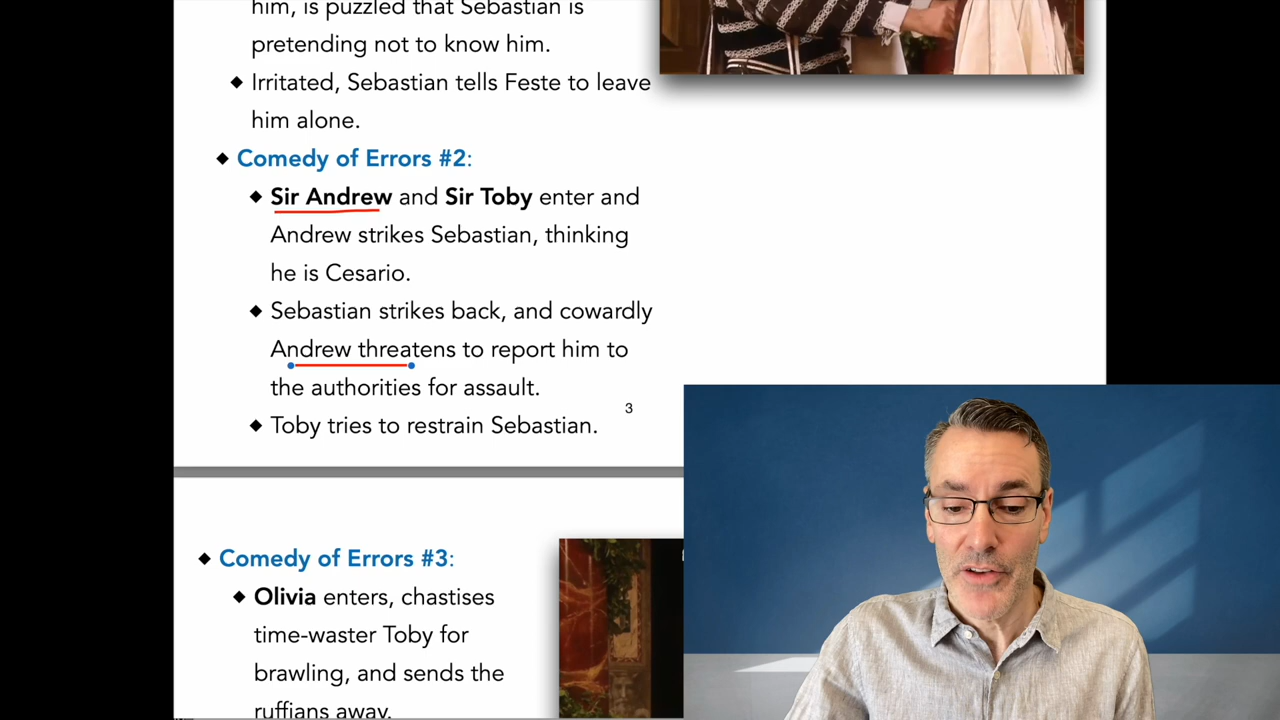 him, is puzzled that Sebastian is
pretending not to know him.
◆ Irritated, Sebastian tells Feste to leave
him alone.
◆ Comedy of Errors #2:
◆ Sir Andrew and Sir Toby enter and
Andrew strikes Sebastian, thinking
he is Cesario.
◆ Sebastian strikes back, and cowardly
Andrew threatens to report him to
the authorities for assault.
◆ Toby tries to restrain Sebastian.
3
◆ Comedy of Errors #3:
◆ Olivia enters, chastises
time-waster Toby for
brawling, and sends the
ruffians away.